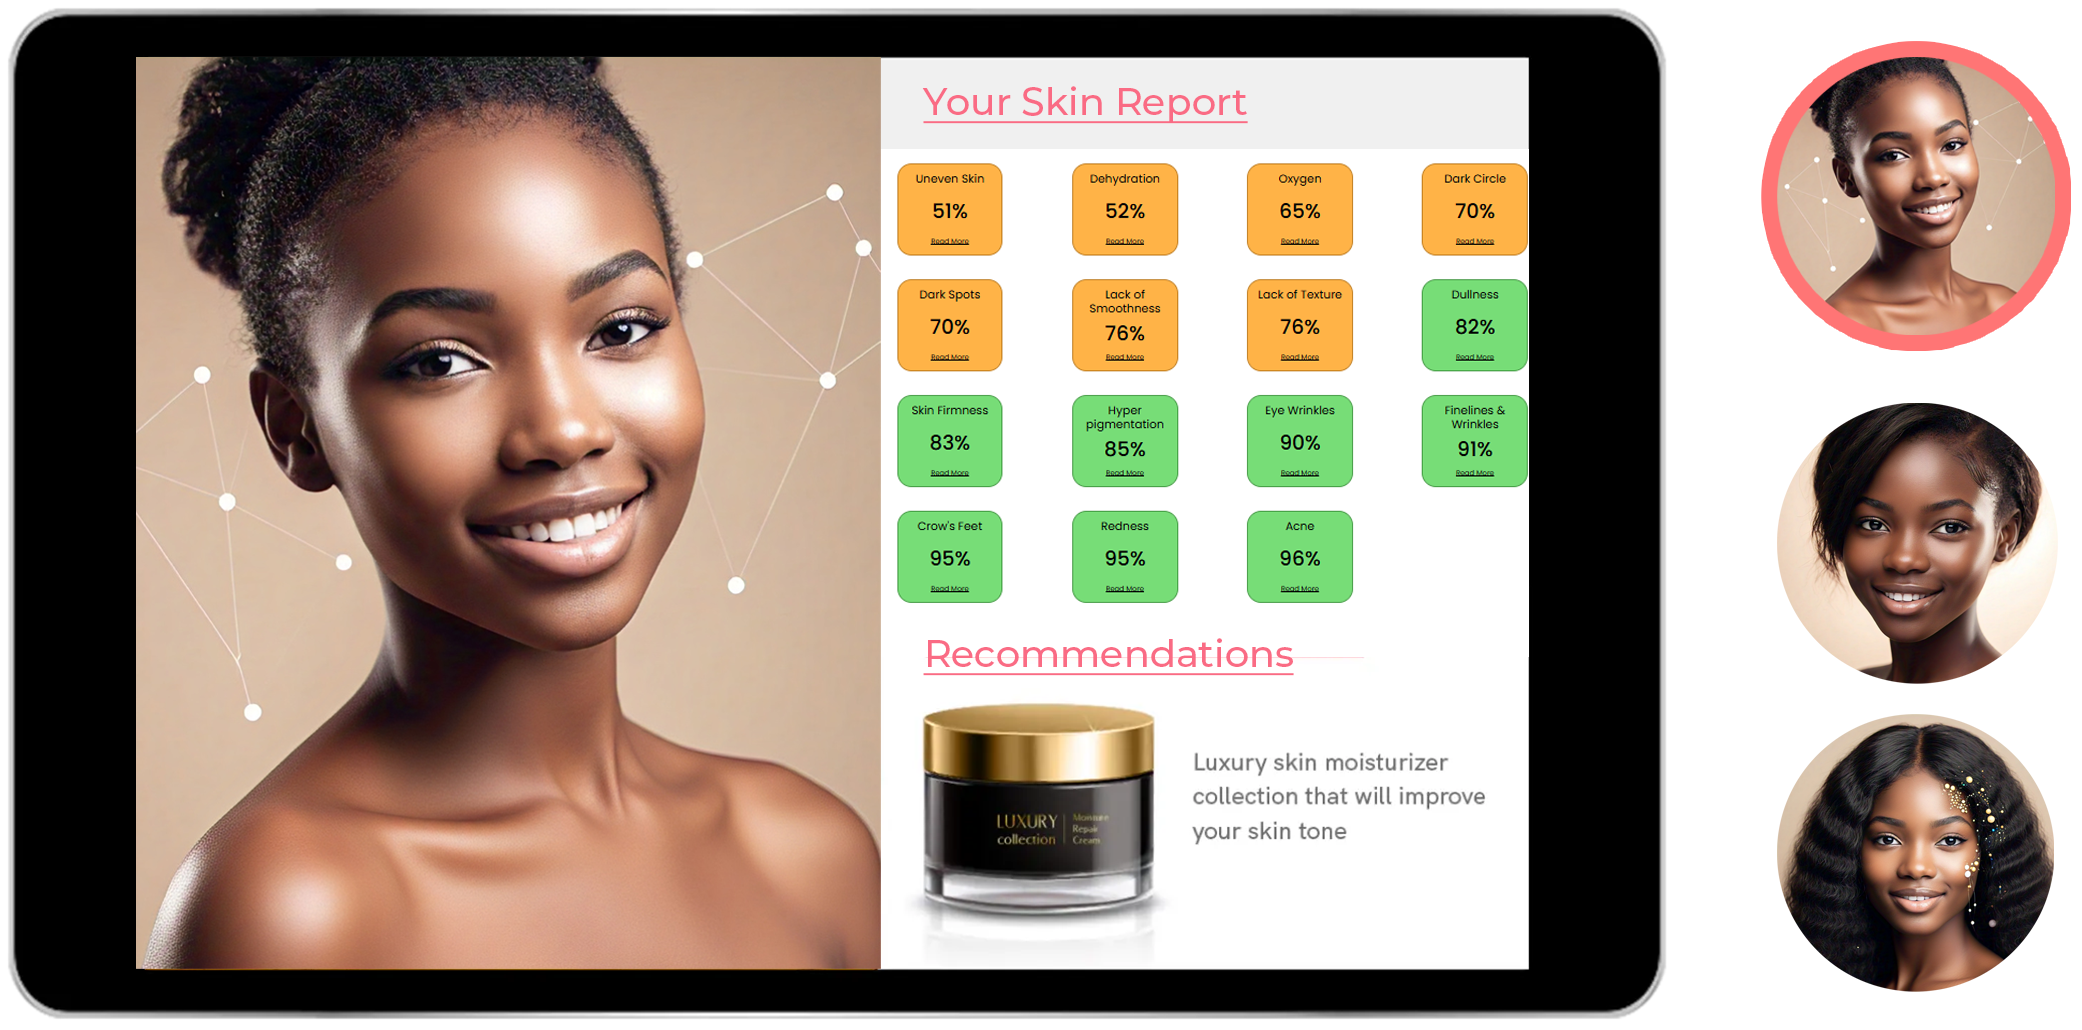 Your Skin Report
Uneven Skin
51%
Read More
Dehydration
52%
Read More
Oxygen
65%
Read More
Dark Circle
70%
Read More
Dark Spots
70%
Read More
Lack of
Smoothness
76%
Read More
Lack of Texture
76%
Read More
Dullness
82%
Read More
Skin Firmness
83%
Read More
Hyper
pigmentation
85%
Read More
Eye Wrinkles
90%
Read More
Finelines &
Wrinkles
91%
Read More
Crow's Feet
95%
Read More
Redness
95%
Read More
Acne
96%
Read More
Recommendations
LUXURY
collection
Moisture
Repair
Cream
Luxury skin moisturizer
collection that will improve
your skin tone